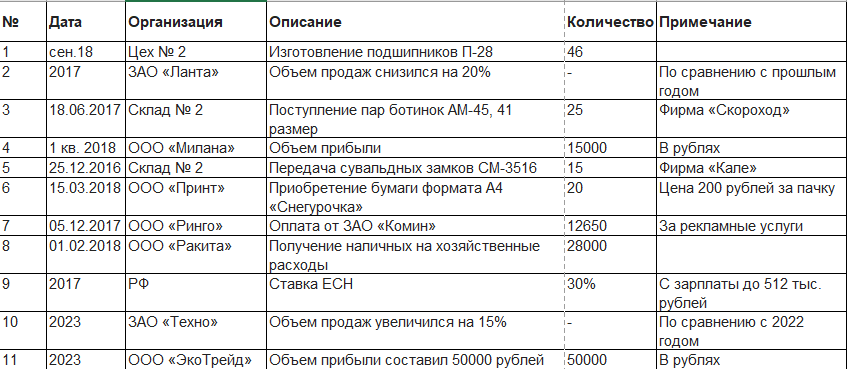 № Дата Организация Описание Количество Примечание
1 сен.18 Цех № 2 Изготовление подшипников П-28 46
2 2017 ЗАО «Ланта» Объем продаж снизился на 20% - По сравнению с прошлым
годом
3 18.06.2017 Склад № 2 Поступление пар ботинок АМ-45, 41 25 Фирма «Скороход»
размер
4 1 кв. 2018 ООО «Милана» Объем прибыли 15000 В рублях
5 25.12.2016 Склад № 2 Передача сувальдных замков СМ-3516 15 Фирма «Кале»
6 15.03.2018 ООО «Принт» Приобретение бумаги формата А4 20 Цена 200 рублей за пачку
«Снегурочка»
7 05.12.2017 ООО «Ринго» Оплата от ЗАО «Комин» 12650 За рекламные услуги
8 01.02.2018 ООО «Ракита» Получение наличных на хозяйственные 28000
расходы
9 2017 РФ Ставка ЕСН 30% С зарплаты до 512 тыс.
рублей
10 2023 ЗАО «Техно» Объем продаж увеличился на 15% - По сравнению с 2022
годом
11 2023 ООО «ЭкоТрейд» Объем прибыли составил 50000 рублей 50000 В рублях